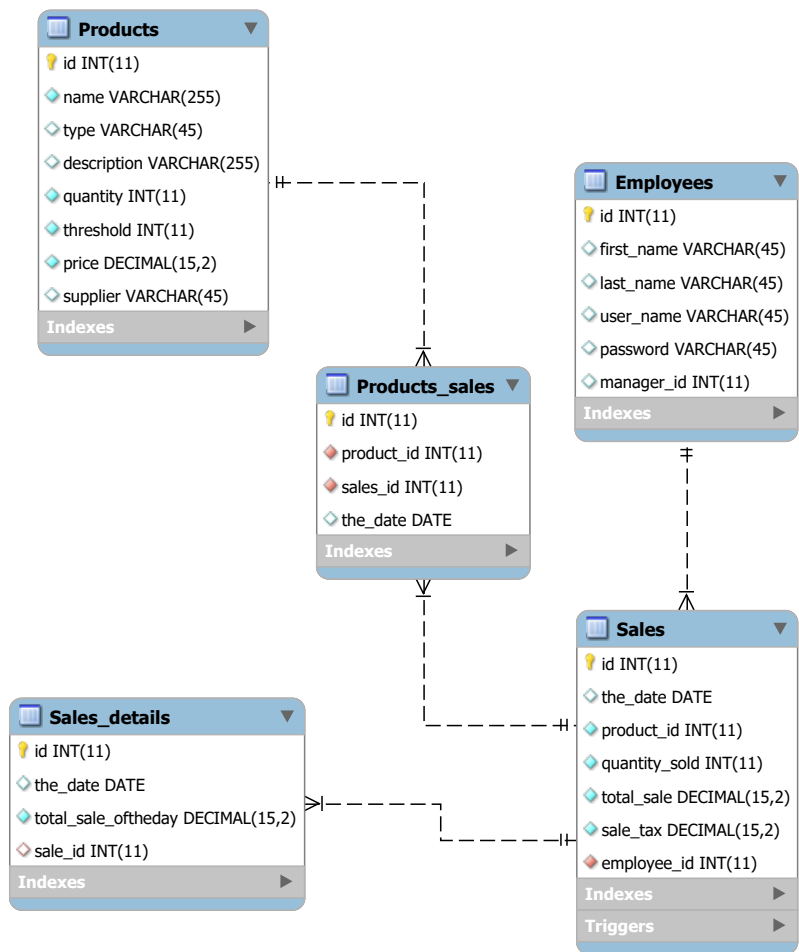 Products
id INT(11)
name VARCHAR(255)
type VARCHAR(45)
description VARCHAR(255)
quantity INT(11)
threshold INT(11)
price DECIMAL(15,2)
supplier VARCHAR(45)
Indexes
Employees
id INT(11)
first_name VARCHAR(45)
last_name VARCHAR(45)
user_name VARCHAR(45)
password VARCHAR(45)
manager_id INT(11)
Indexes
Products_sales
id INT(11)
product_id INT(11)
sales_id INT(11)
the_date DATE
Indexes
Sales
id INT(11)
the_date DATE
product_id INT(11)
quantity_sold INT(11)
total_sale DECIMAL(15,2)
sale_tax DECIMAL(15,2)
employee_id INT(11)
Indexes
Triggers
Sales_details
id INT(11)
the_date DATE
total_sale_oftheday DECIMAL(15,2)
sale_id INT(11)
Indexes